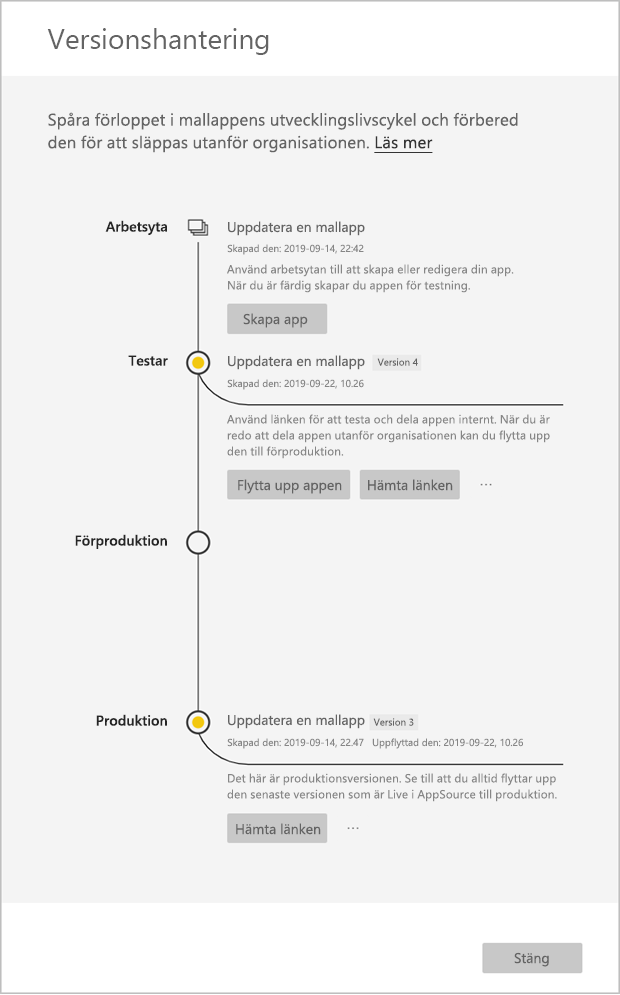 Versionshantering
Spåra förloppet i mallappens utvecklingslivscykel och förbered
den för att släppas utanför organisationen. Läs mer
Arbetsyta
Uppdatera en mallapp
Skapad den: 2019-09-14, 22:42
Använd arbetsytan till att skapa eller redigera din app.
När du är färdig skapar du appen för testning.
Skapa app
Testar
Uppdatera en mallapp Version 4
Skapad den: 2019-09-22, 10.26
Använd länken för att testa och dela appen internt. När du är
redo att dela appen utanför organisationen kan du flytta upp
den till förproduktion.
Flytta upp appen Hämta länken ...
Förproduktion
Produktion
Uppdatera en mallapp Version 3
Skapad den: 2019-09-14, 22.47 Uppflyttad den: 2019-09-22, 10.26
Det här är produktionsversionen. Se till att du alltid flyttar upp
den senaste versionen som är Live i AppSource till produktion.
Hämta länken ...
Stäng